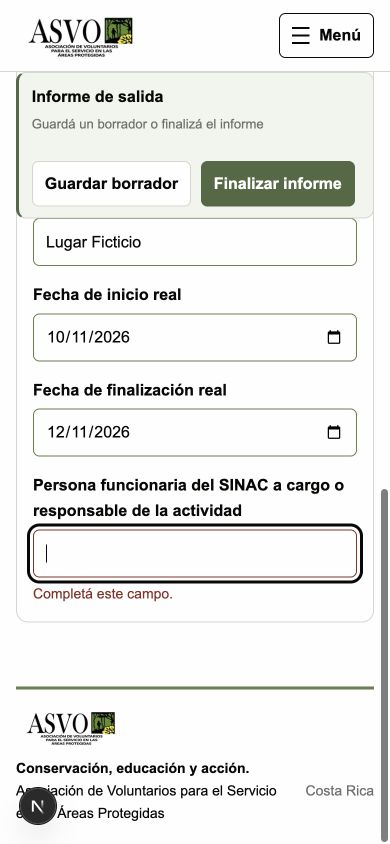 ASVO
ASOCIACIÓN DE VOLUNTARIOS
PARA EL SERVICIO EN LAS
ÁREAS PROTEGIDAS
Menú
Informe de salida
Guardá un borrador o finalizá el informe
Guardar borrador
Finalizar informe
Lugar Ficticio
Fecha de inicio real
10/11/2026
Fecha de finalización real
12/11/2026
Persona funcionaria del SINAC a cargo o
responsable de la actividad
Completá este campo.
ASVO
ASOCIACIÓN DE VOLUNTARIOS
PARA EL SERVICIO EN LAS
ÁREAS PROTEGIDAS
Conservación, educación y acción.
Asociación de Voluntarios para el Servicio
Costa Rica
N
Áreas Protegidas